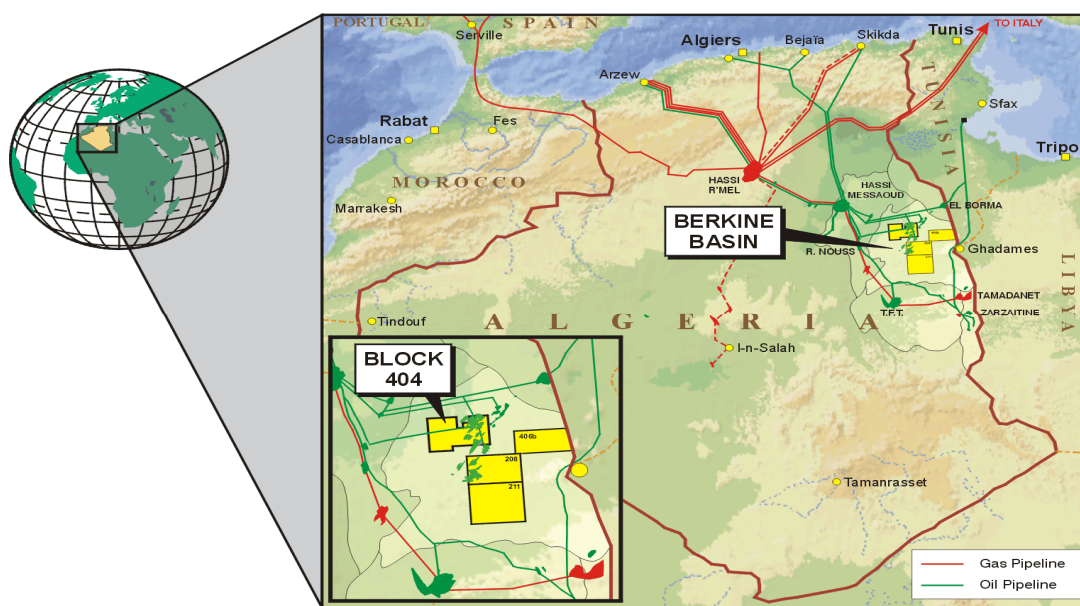 PORTUGAL
SPAIN
TO ITALY
Serville
Algiers
Bejaïa
Skikda
Tunis
Arzew
TUNISIA
Sfax
Rabat
Fes
Casablanca
Tripo
HASSI
R'MEL
HASSI
MESSAOUD
MOROCCO
Marrakesh
EL BORMA
BERKINE
BASIN
R. NOUSS
Ghadames
LIBYA
TAMADANET
T.F.T.
ZARZAITINE
Tindouf
ALGERIA
I-n-Salah
BLOCK
404
406b
208
211
Tamanrasset
Gas Pipeline
Oil Pipeline